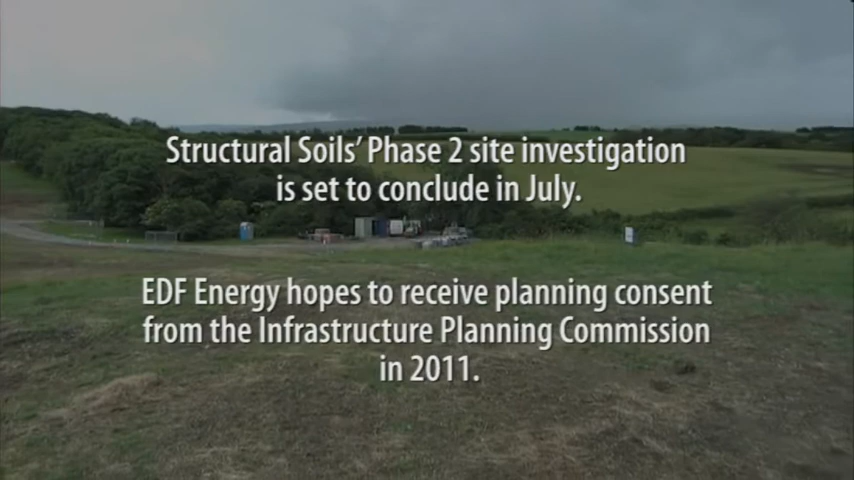 Structural Soils' Phase 2 site investigation
is set to conclude in July.
EDF Energy hopes to receive planning consent
from the Infrastructure Planning Commission
in 2011.